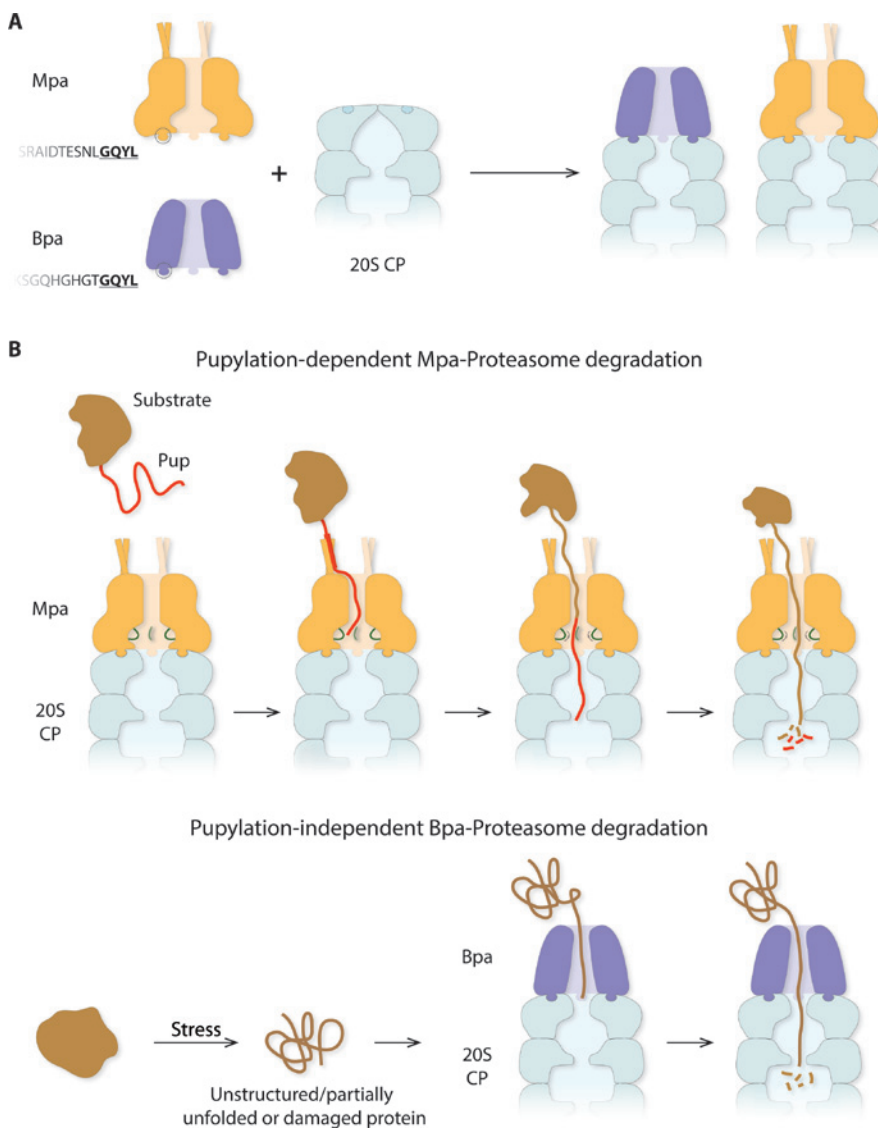 A
Mpa
SRAIDTESNLGQYL
+
Bpa
KSGQHGHGTGQYL
20S CP
B
Pupylation-dependent Mpa-Proteasome degradation
Substrate
Pup
Mpa
20S
CP
Pupylation-independent Bpa-Proteasome degradation
Bpa
Stress
20S
CP
Unstructured/partially
unfolded or damaged protein